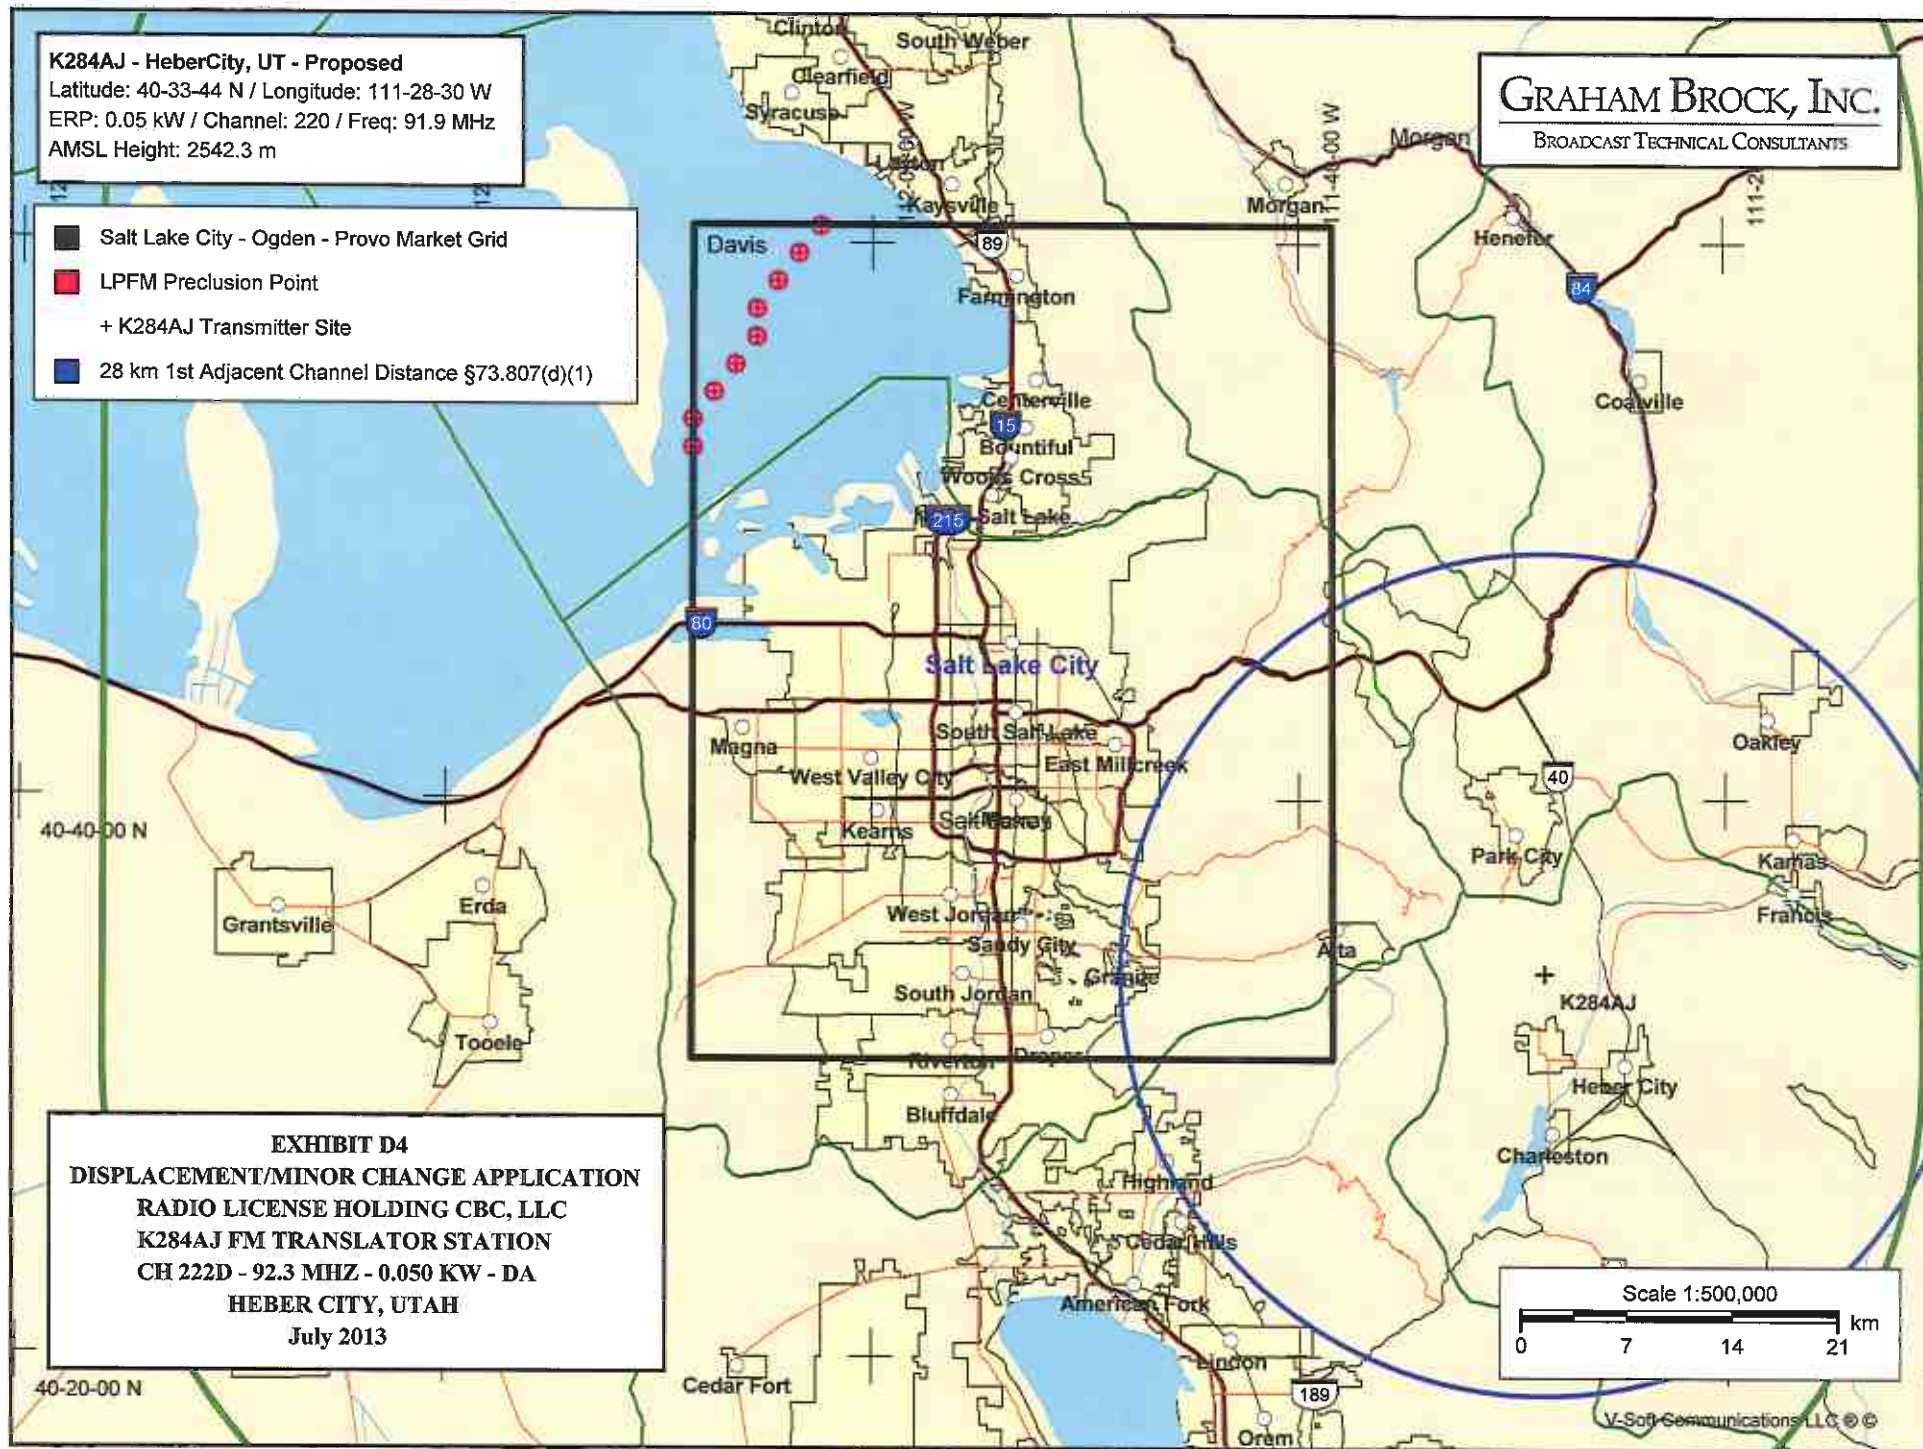 K284AJ - HeberCity, UT - Proposed
Latitude: 40-33-44 N / Longitude: 111-28-30 W
ERP: 0.05 kW / Channel: 220 / Freq: 91.9 MHz
AMSL Height: 2542.3 m
GRAHAM BROCK, INC.
BROADCAST TECHNICAL CONSULTANTS
Salt Lake City - Ogden - Provo Market Grid
LPFM Preclusion Point
+ K284AJ Transmitter Site
28 km 1st Adjacent Channel Distance §73.807(d)(1)
Clinton
South Weber
Clearfield
Syracuse
Kaysville
Morgan
Morgan
111-40-00 W
Henefer
Davis
89
84
Farmington
Centerville
Coalville
15
Bountiful
Woods Cross
215
Salt Lake
80
Salt Lake City
Magna
South Salt Lake
Oakley
West Valley City
East Millcreek
40
40-40-00 N
Kearns
Park City
Kamas
Erda
Grantsville
West Jordan
Francis
Sandy City
Alta
Granite
South Jordan
K284AJ
Tooele
Riverton
Draper
Heber City
Bluffdale
Charleston
Highland
Cedar Hills
American Fork
Lindon
Cedar Fort
189
Orem
40-20-00 N
EXHIBIT D4
DISPLACEMENT/MINOR CHANGE APPLICATION
RADIO LICENSE HOLDING CBC, LLC
K284AJ FM TRANSLATOR STATION
CH 222D - 92.3 MHZ - 0.050 KW - DA
HEBER CITY, UTAH
July 2013
Scale 1:500,000
km
0 7 14 21
V-Soft Communications LLC ® ©